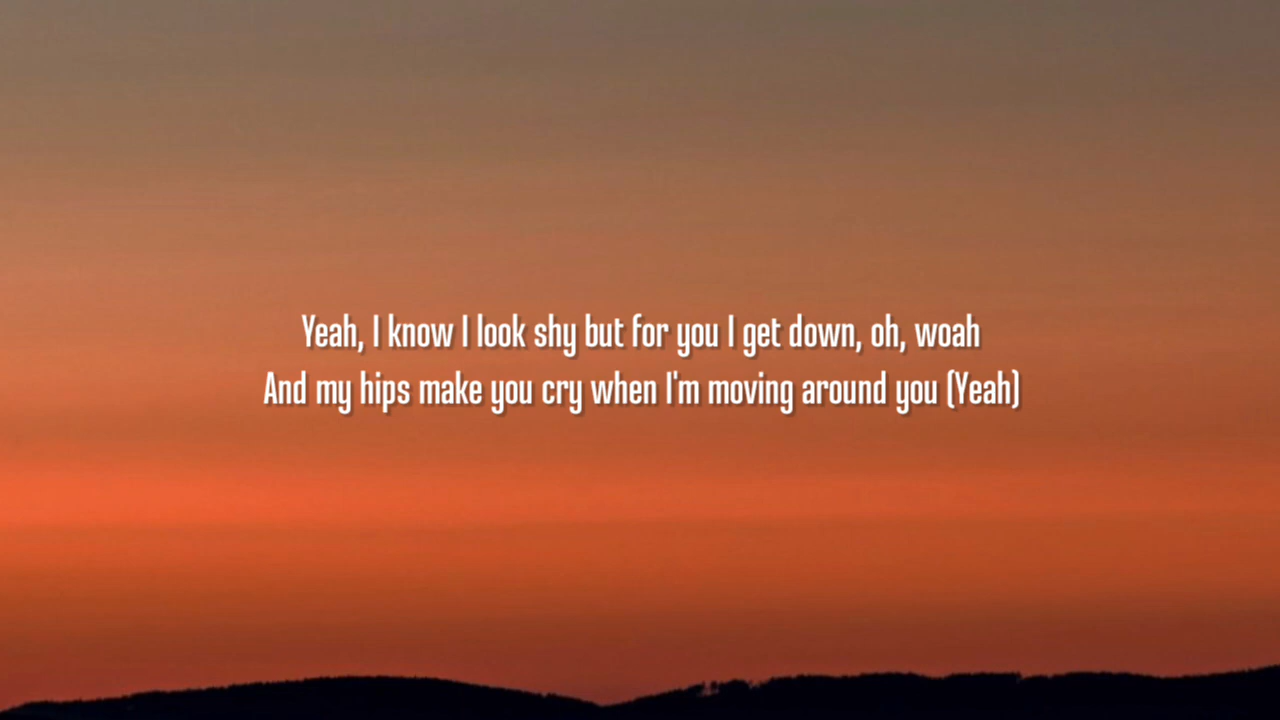 Yeah, I know I look shy but for you I get down, oh, woah
And my hips make you cry when I'm moving around you (Yeah)